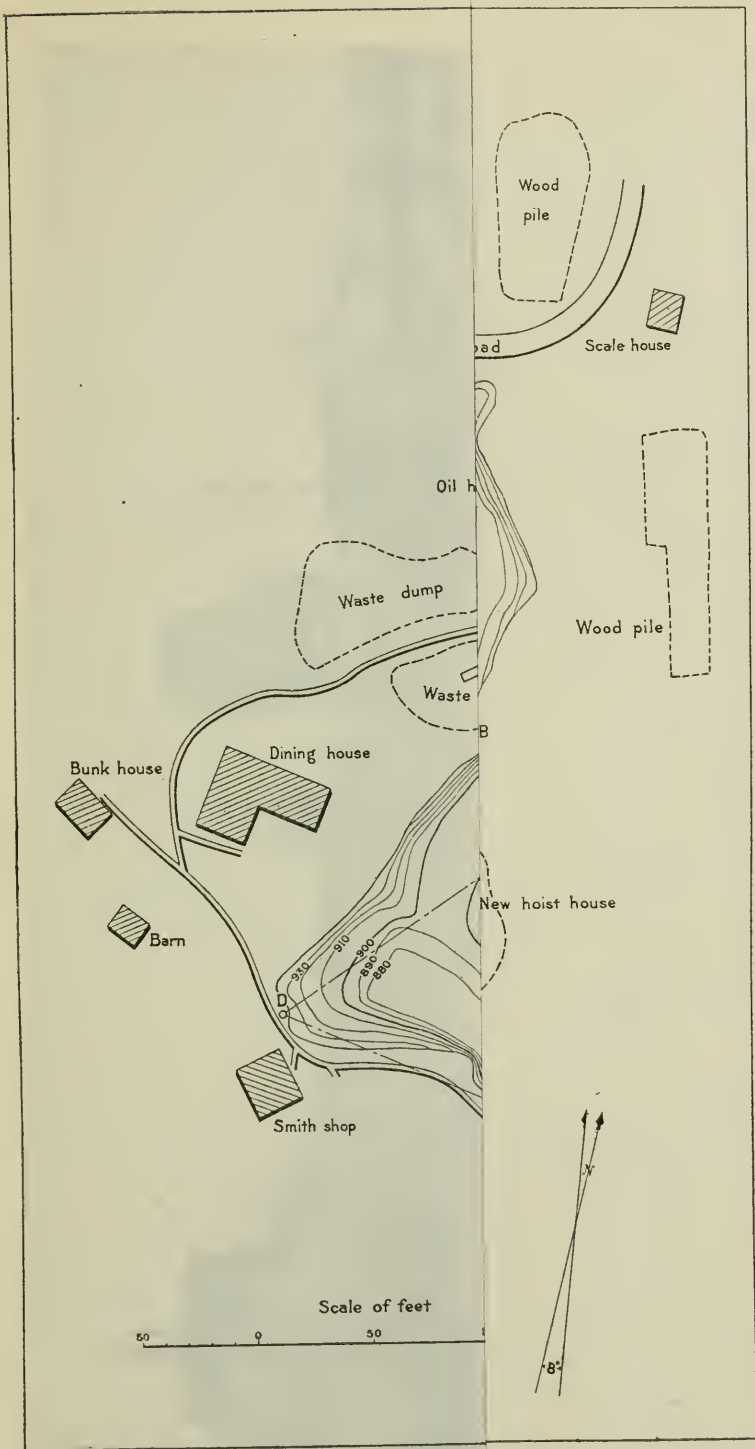 Wood
pile
oad
Scale house
Oil h
Waste dump
Wood pile
Waste
B
Dining house
Bunk house
New hoist house
Barn
930
910
900
890
880
D
Smith shop
N
Scale of feet
50 0 50 1
8°